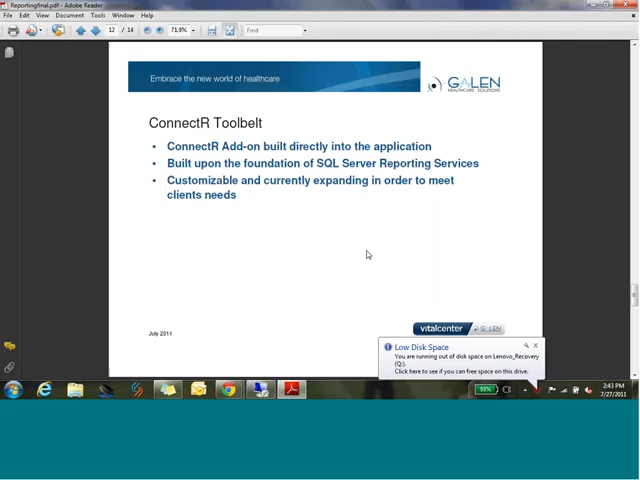 Reportingfinal.pdf - Adobe Reader
File Edit View Document Tools Window Help
12 / 14 71.9% Find
Embrace the new world of healthcare
GALEN
HEALTHCARE SOLUTIONS
ConnectR Toolbelt
• ConnectR Add-on built directly into the application
• Built upon the foundation of SQL Server Reporting Services
• Customizable and currently expanding in order to meet
clients needs
July 2011
vitalcenter GALEN
Low Disk Space
You are running out of disk space on Lenovo_Recovery
(Q:).
Click here to see if you can free space on this drive.
99%
2:43 PM
7/27/2011